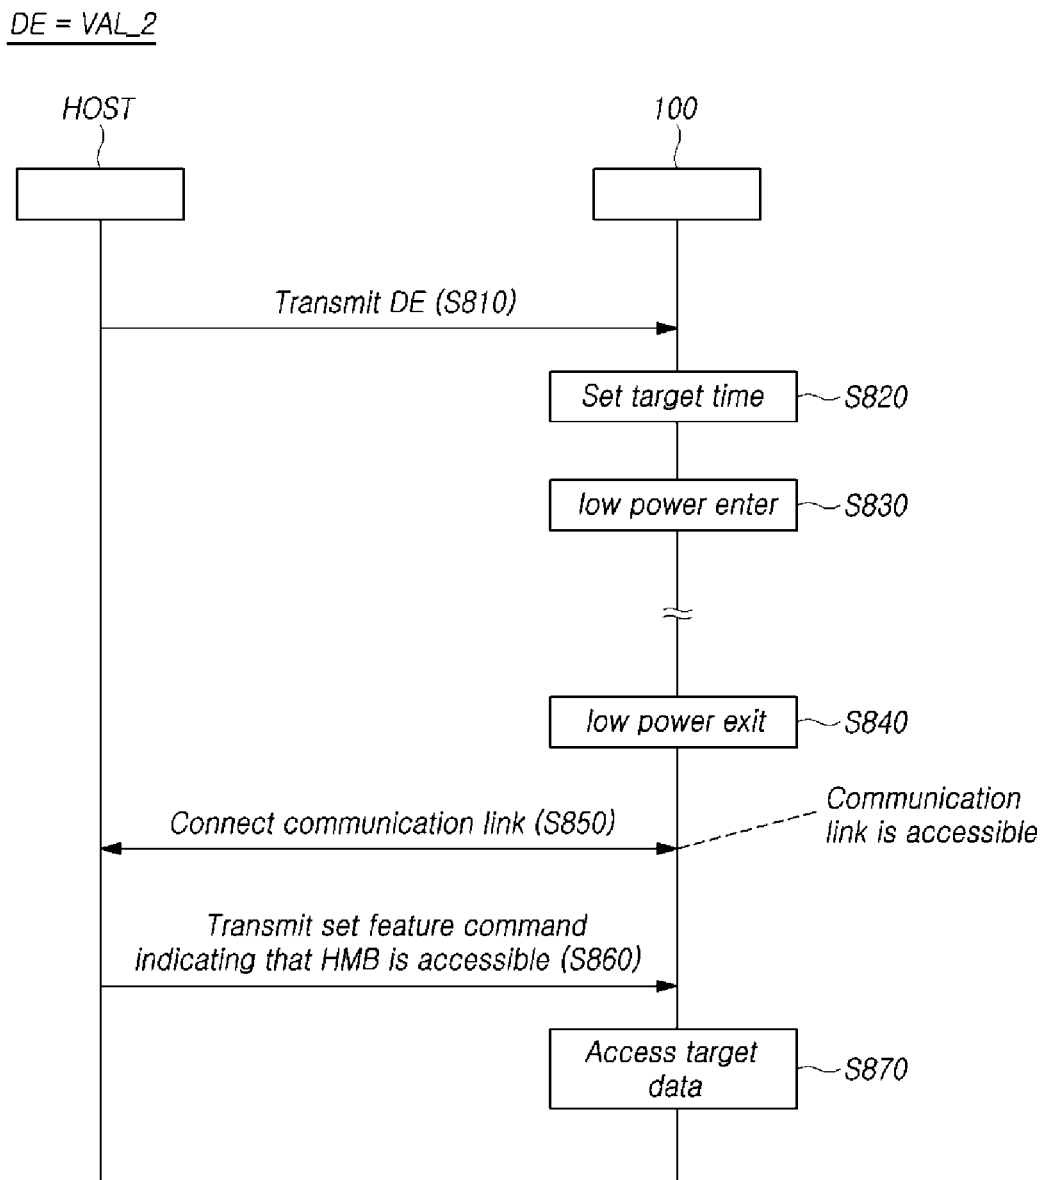 DE = VAL_2
HOST
100
Transmit DE (S810)
Set target time
S820
low power enter
S830
low power exit
S840
Communication
link is accessible
Connect communication link (S850)
Transmit set feature command
indicating that HMB is accessible (S860)
Access target
data
S870